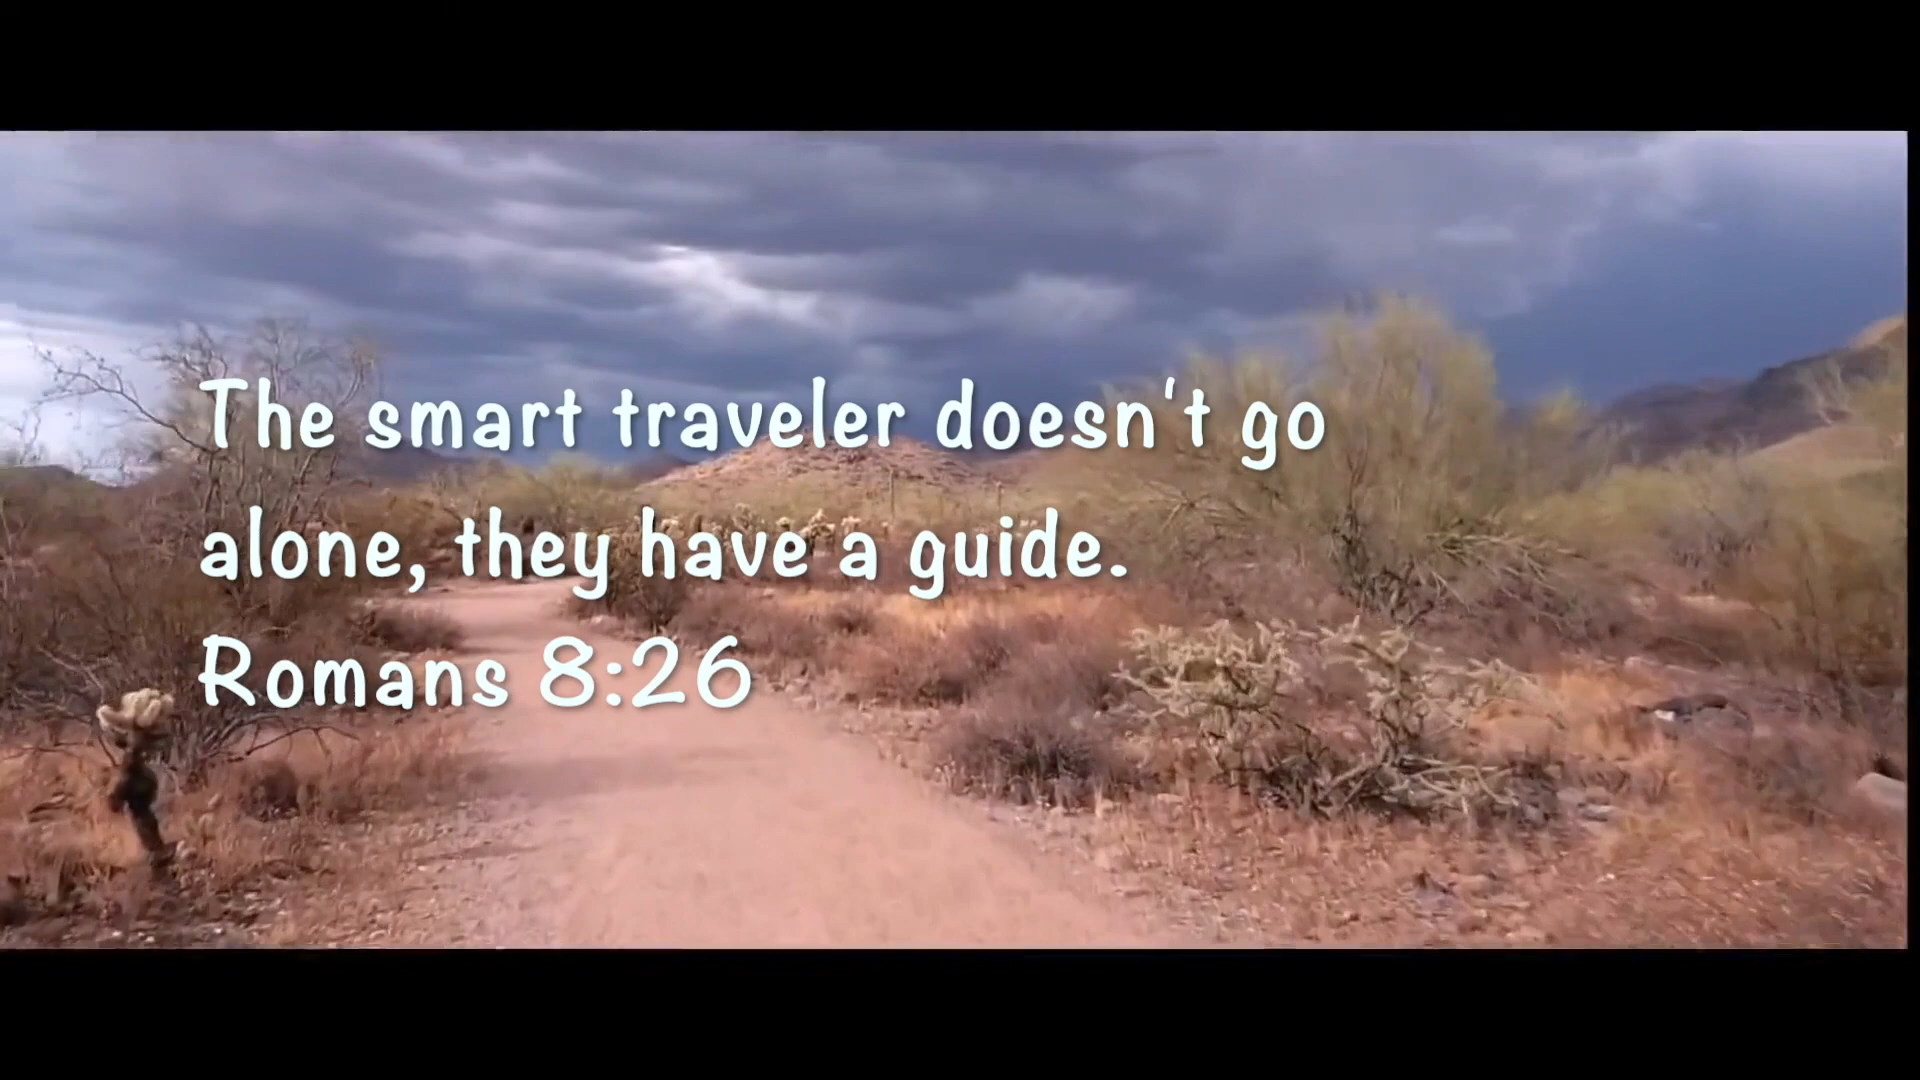 The smart traveler doesn't go
alone, they have a guide.
Romans 8:26